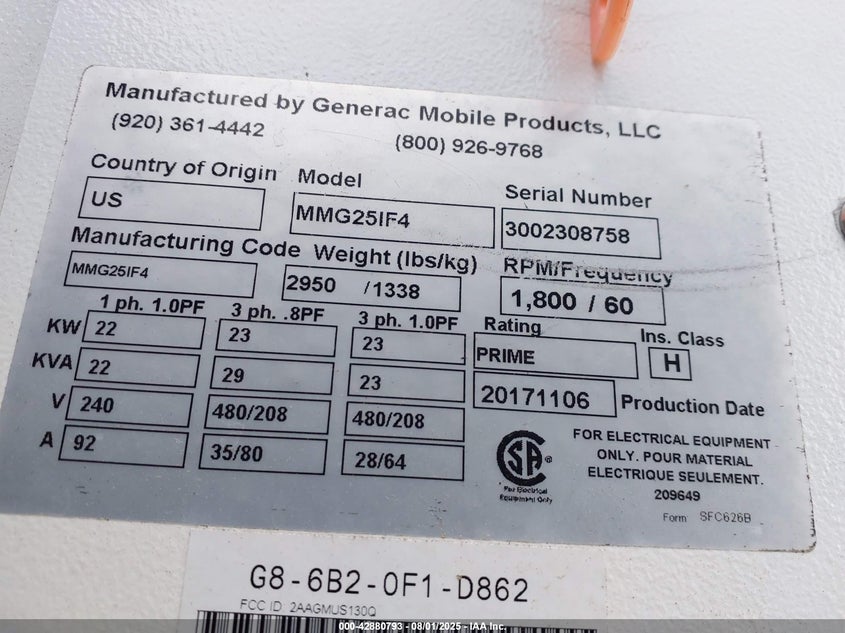 Manufactured by Generac Mobile Products, LLC
(920) 361-4442 (800) 926-9768
Country of Origin Model Serial Number
US MMG25IF4 3002308758
Manufacturing Code Weight (lbs/kg) RPM/Frequency
MMG25IF4 2950 /1338 1,800 / 60
1 ph. 1.0PF 3 ph. .8PF 3 ph. 1.0PF Rating Ins. Class
KW 22 23 23 PRIME H
KVA 22 29 23
V 240 480/208 480/208 20171106 Production Date
A 92 35/80 28/64
SA ®
For Electrical
Equipment Only
FOR ELECTRICAL EQUIPMENT
ONLY. POUR MATERIAL
ELECTRIQUE SEULEMENT.
209649
Form SFC626B
G8-6B2-0F1-D862
FCC ID 2AAGMUS130Q
000-42880793 - 08/01/2025 - IAA Inc.